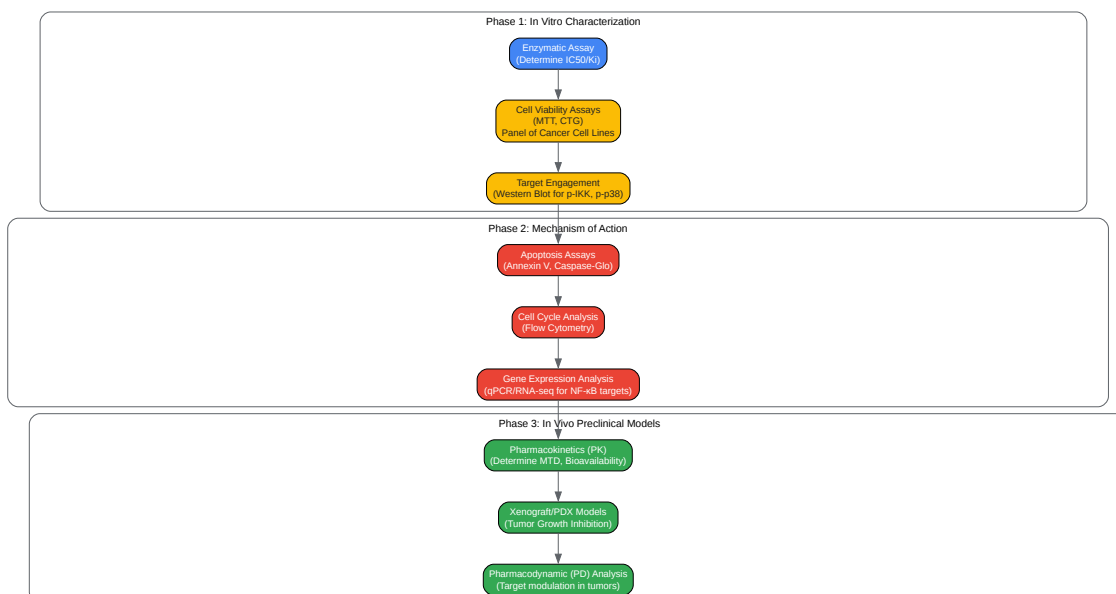 Phase 1: In Vitro Characterization
Enzymatic Assay
(Determine IC50/Ki)
Cell Viability Assays
(MTT, CTG)
Panel of Cancer Cell Lines
Target Engagement
(Western Blot for p-IKK, p-p38)
Phase 2: Mechanism of Action
Apoptosis Assays
(Annexin V, Caspase-Glo)
Cell Cycle Analysis
(Flow Cytometry)
Gene Expression Analysis
(qPCR/RNA-seq for NF-κB targets)
Phase 3: In Vivo Preclinical Models
Pharmacokinetics (PK)
(Determine MTD, Bioavailability)
Xenograft/PDX Models
(Tumor Growth Inhibition)
Pharmacodynamic (PD) Analysis
(Target modulation in tumors)